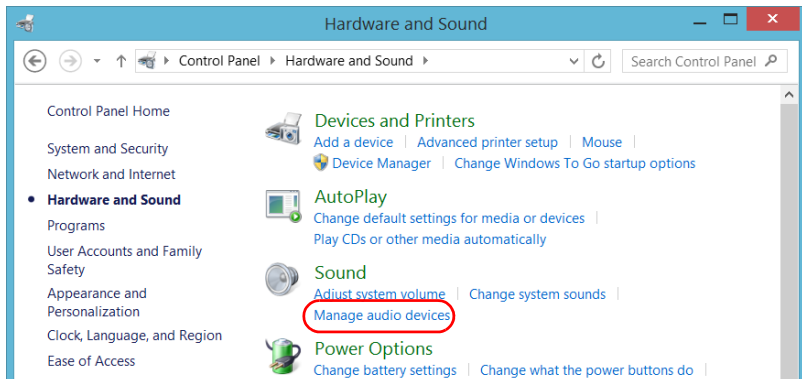 Hardware and Sound
Control Panel Hardware and Sound
Search Control Panel
Control Panel Home
System and Security
Network and Internet
Hardware and Sound
Programs
User Accounts and Family
Safety
Appearance and
Personalization
Clock, Language, and Region
Ease of Access
Devices and Printers
Add a device | Advanced printer setup | Mouse |
Device Manager | Change Windows To Go startup options
AutoPlay
Change default settings for media or devices |
Play CDs or other media automatically
Sound
Adjust system volume | Change system sounds |
Manage audio devices
Power Options
Change battery settings | Change what the power buttons do |